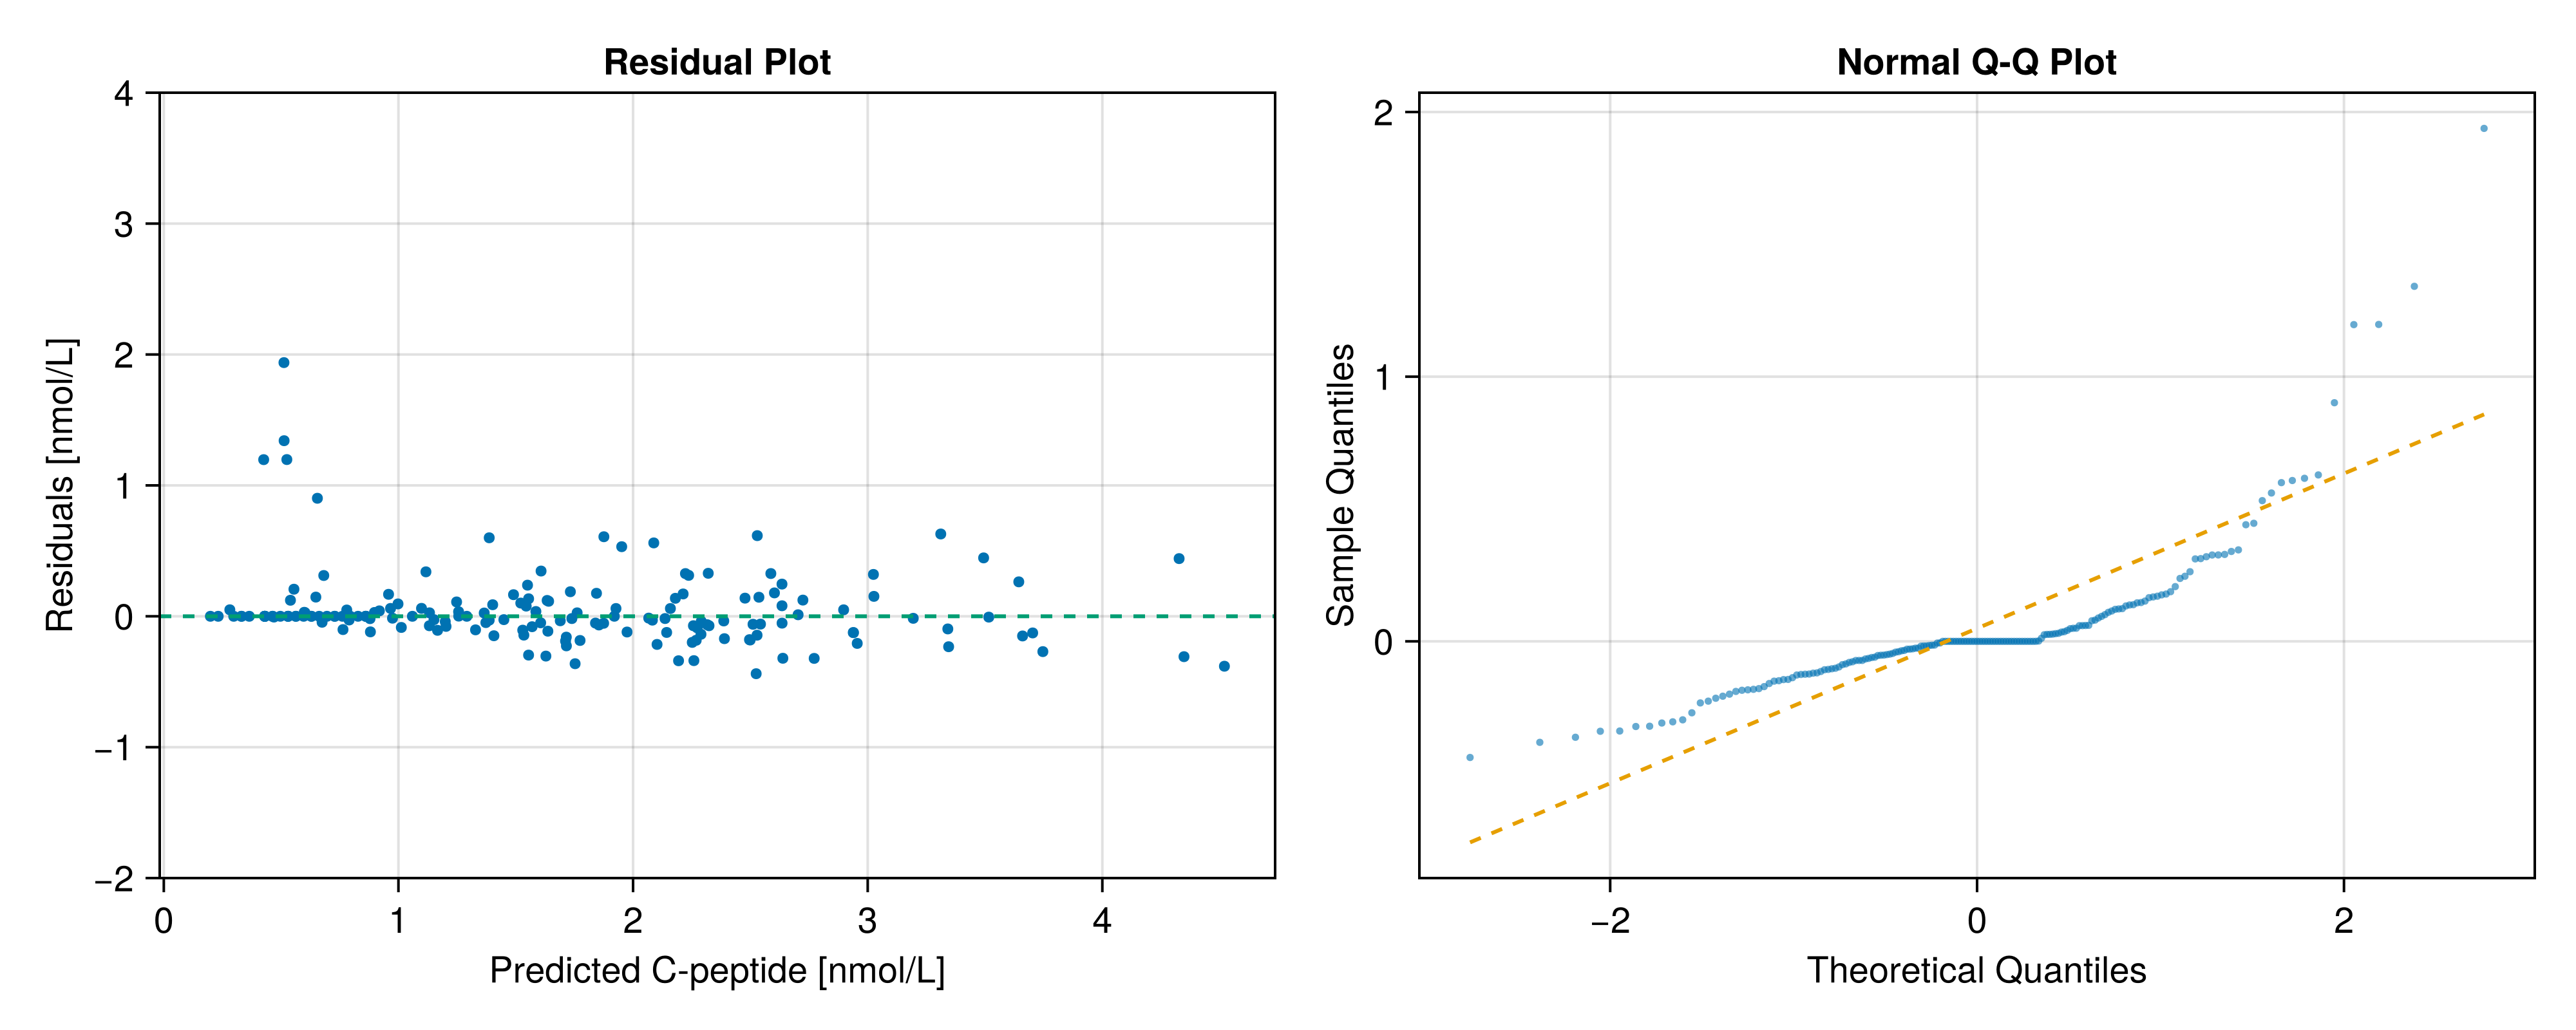 Residual Plot
4
3
2
1
0
−1
−2
Residuals [nmol/L]
0 1 2 3 4
Predicted C-peptide [nmol/L]
Normal Q-Q Plot
2
1
0
Sample Quantiles
−2 0 2
Theoretical Quantiles